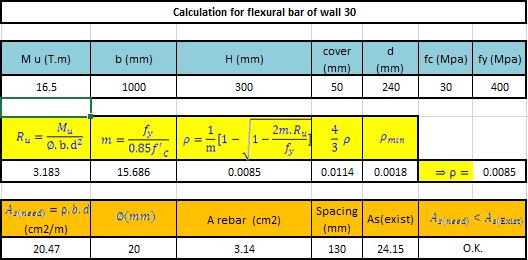 Calculation for flexural bar of wall 30
M u (T.m) b (mm) H (mm) cover (mm) d (mm) fc (Mpa) fy (Mpa)
16.5 1000 300 50 240 30 400
R_u = M_u / Ø.b.d² m = f_y / 0.85f'_c ρ = 1/m [1 − √(1 − 2m.R_u / f_y)] 4/3 ρ ρ_min
3.183 15.686 0.0085 0.0114 0.0018 ⇒ ρ = 0.0085
A_s(need) = ρ.b.d (cm2/m) Ø(mm) A rebar (cm2) Spacing (mm) As(exist) A_s(need) < A_s(Exist)
20.47 20 3.14 130 24.15 O.K.